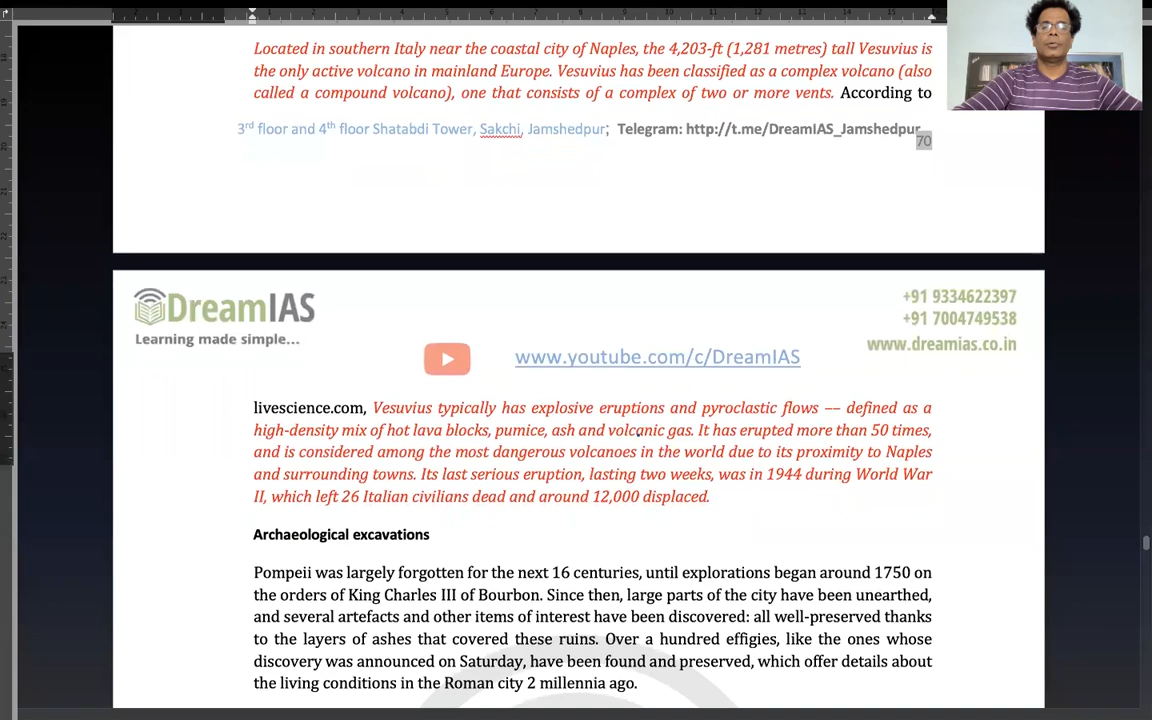 Located in southern Italy near the coastal city of Naples, the 4,203-ft (1,281 metres) tall Vesuvius is
the only active volcano in mainland Europe. Vesuvius has been classified as a complex volcano (also
called a compound volcano), one that consists of a complex of two or more vents. According to
3rd floor and 4th floor Shatabdi Tower, Sakchi, Jamshedpur; Telegram: http://t.me/DreamIAS_Jamshedpur
70
DreamIAS
Learning made simple...
+91 9334622397
+91 7004749538
www.dreamias.co.in
www.youtube.com/c/DreamIAS
livescience.com, Vesuvius typically has explosive eruptions and pyroclastic flows –– defined as a
high-density mix of hot lava blocks, pumice, ash and volcanic gas. It has erupted more than 50 times,
and is considered among the most dangerous volcanoes in the world due to its proximity to Naples
and surrounding towns. Its last serious eruption, lasting two weeks, was in 1944 during World War
II, which left 26 Italian civilians dead and around 12,000 displaced.
Archaeological excavations
Pompeii was largely forgotten for the next 16 centuries, until explorations began around 1750 on
the orders of King Charles III of Bourbon. Since then, large parts of the city have been unearthed,
and several artefacts and other items of interest have been discovered: all well-preserved thanks
to the layers of ashes that covered these ruins. Over a hundred effigies, like the ones whose
discovery was announced on Saturday, have been found and preserved, which offer details about
the living conditions in the Roman city 2 millennia ago.